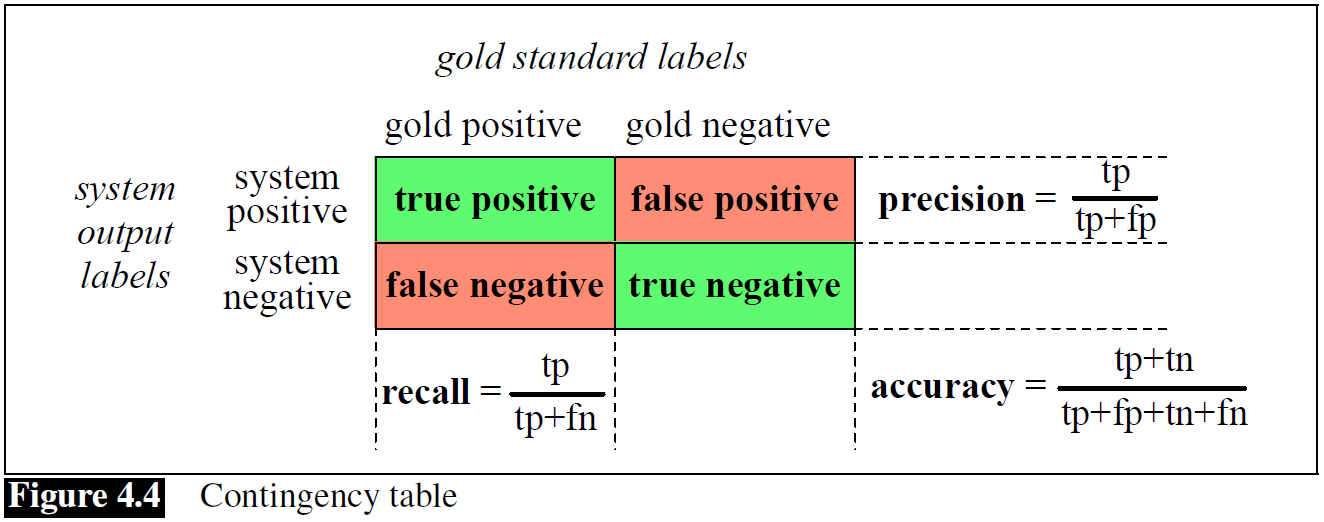 gold standard labels
gold positive gold negative
system output labels
system positive
true positive
false positive
precision = tp / tp+fp
system negative
false negative
true negative
recall = tp / tp+fn
accuracy = tp+tn / tp+fp+tn+fn
Figure 4.4 Contingency table